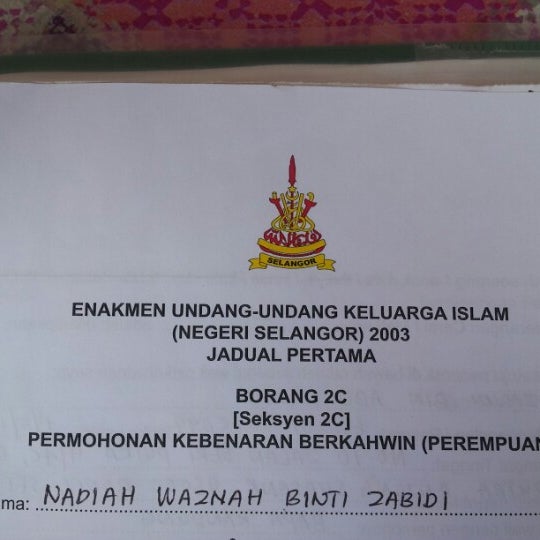 SELANGOR
ENAKMEN UNDANG-UNDANG KELUARGA ISLAM
(NEGERI SELANGOR) 2003
JADUAL PERTAMA
BORANG 2C
[Seksyen 2C]
PERMOHONAN KEBENARAN BERKAHWIN (PEREMPUAN
ma: NADIAH WAZNAH BINTI ZABIDI